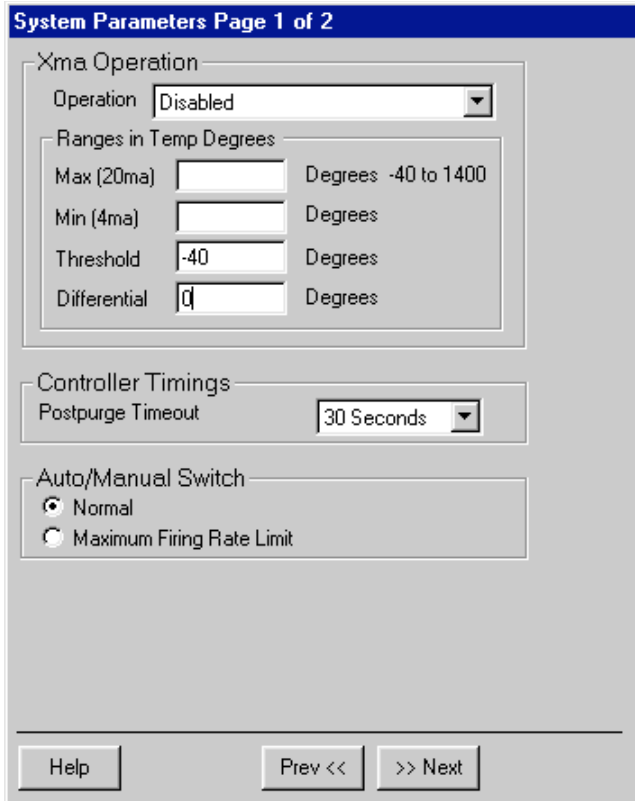 System Parameters Page 1 of 2
Xma Operation
Operation Disabled
Ranges in Temp Degrees
Max (20ma) Degrees -40 to 1400
Min (4ma) Degrees
Threshold -40 Degrees
Differential 0 Degrees
Controller Timings
Postpurge Timeout 30 Seconds
Auto/Manual Switch
Normal
Maximum Firing Rate Limit
Help Prev << >> Next